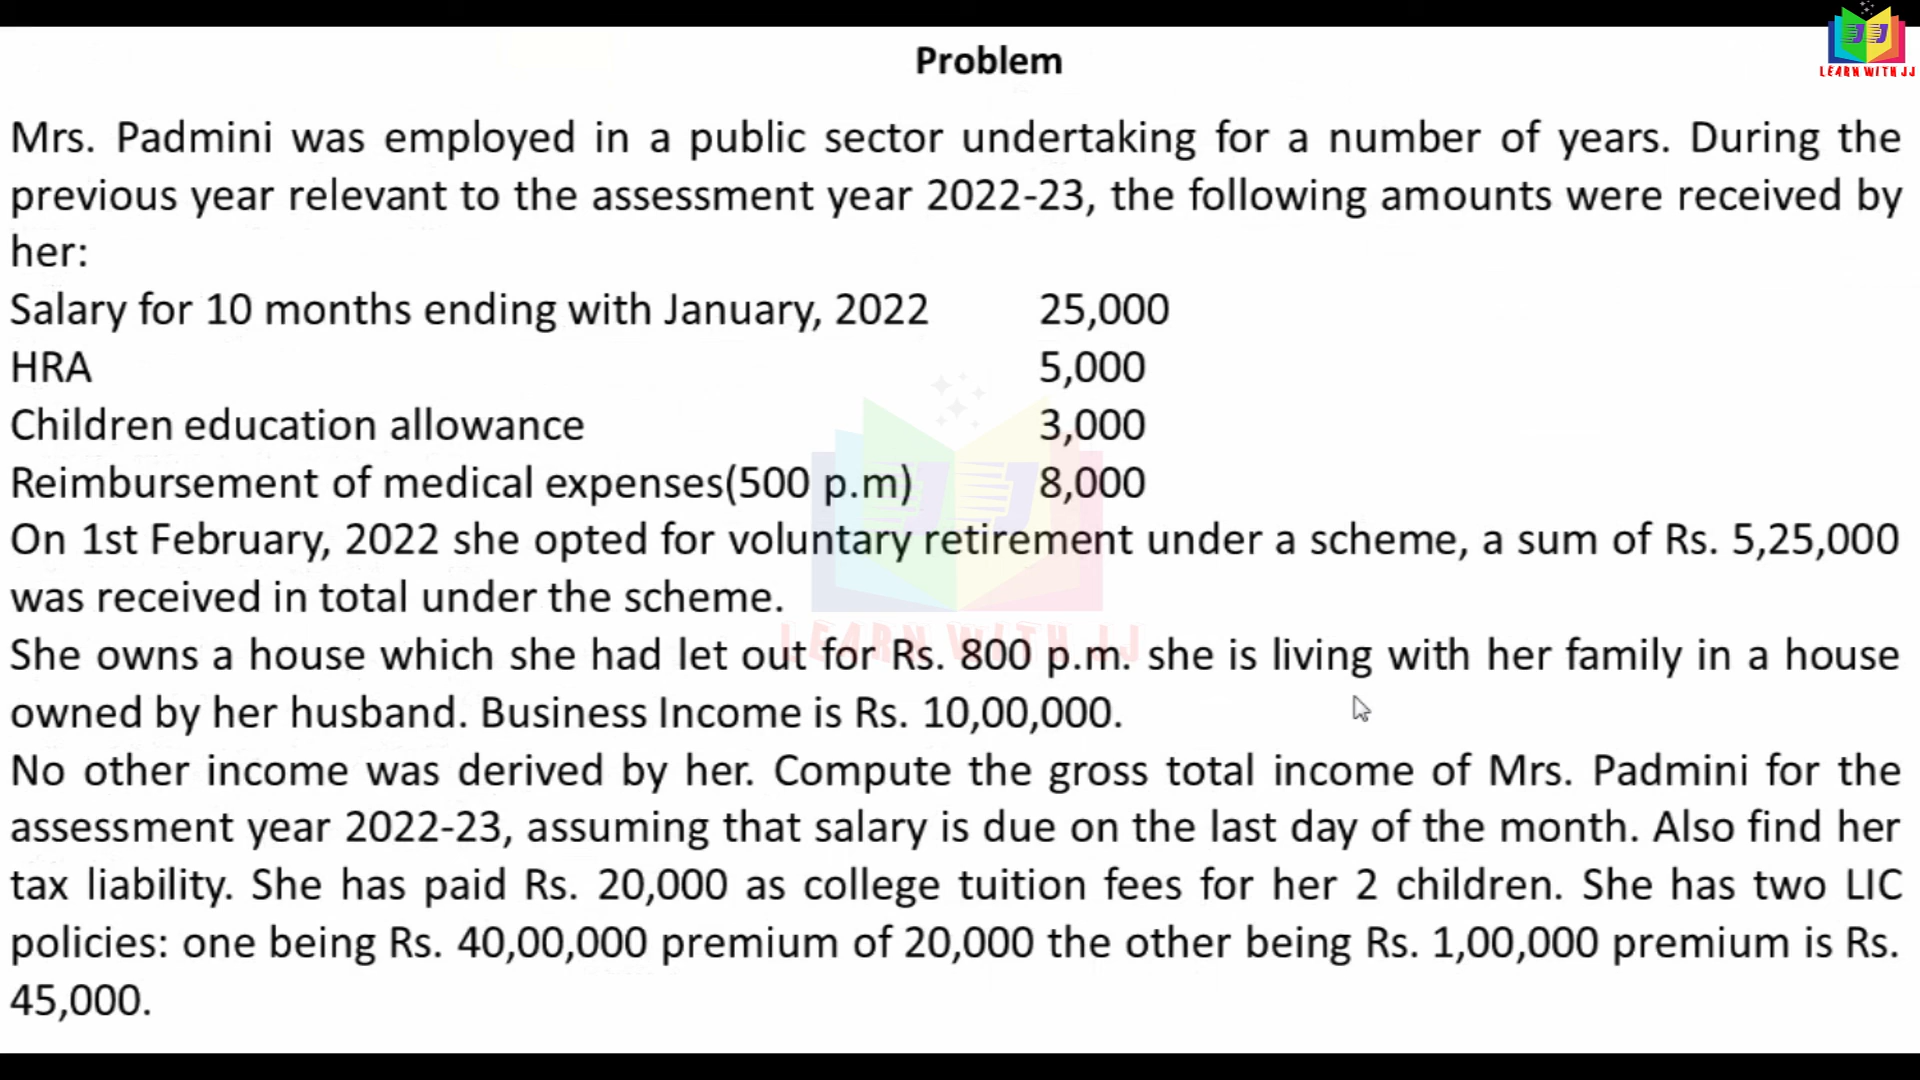 LEARN WITH JJ
Problem
Mrs. Padmini was employed in a public sector undertaking for a number of years. During the
previous year relevant to the assessment year 2022-23, the following amounts were received by
her:
Salary for 10 months ending with January, 2022 25,000
HRA 5,000
Children education allowance 3,000
Reimbursement of medical expenses(500 p.m) 8,000
On 1st February, 2022 she opted for voluntary retirement under a scheme, a sum of Rs. 5,25,000
was received in total under the scheme.
LEARN WITH JJ
She owns a house which she had let out for Rs. 800 p.m. she is living with her family in a house
owned by her husband. Business Income is Rs. 10,00,000.
No other income was derived by her. Compute the gross total income of Mrs. Padmini for the
assessment year 2022-23, assuming that salary is due on the last day of the month. Also find her
tax liability. She has paid Rs. 20,000 as college tuition fees for her 2 children. She has two LIC
policies: one being Rs. 40,00,000 premium of 20,000 the other being Rs. 1,00,000 premium is Rs.
45,000.